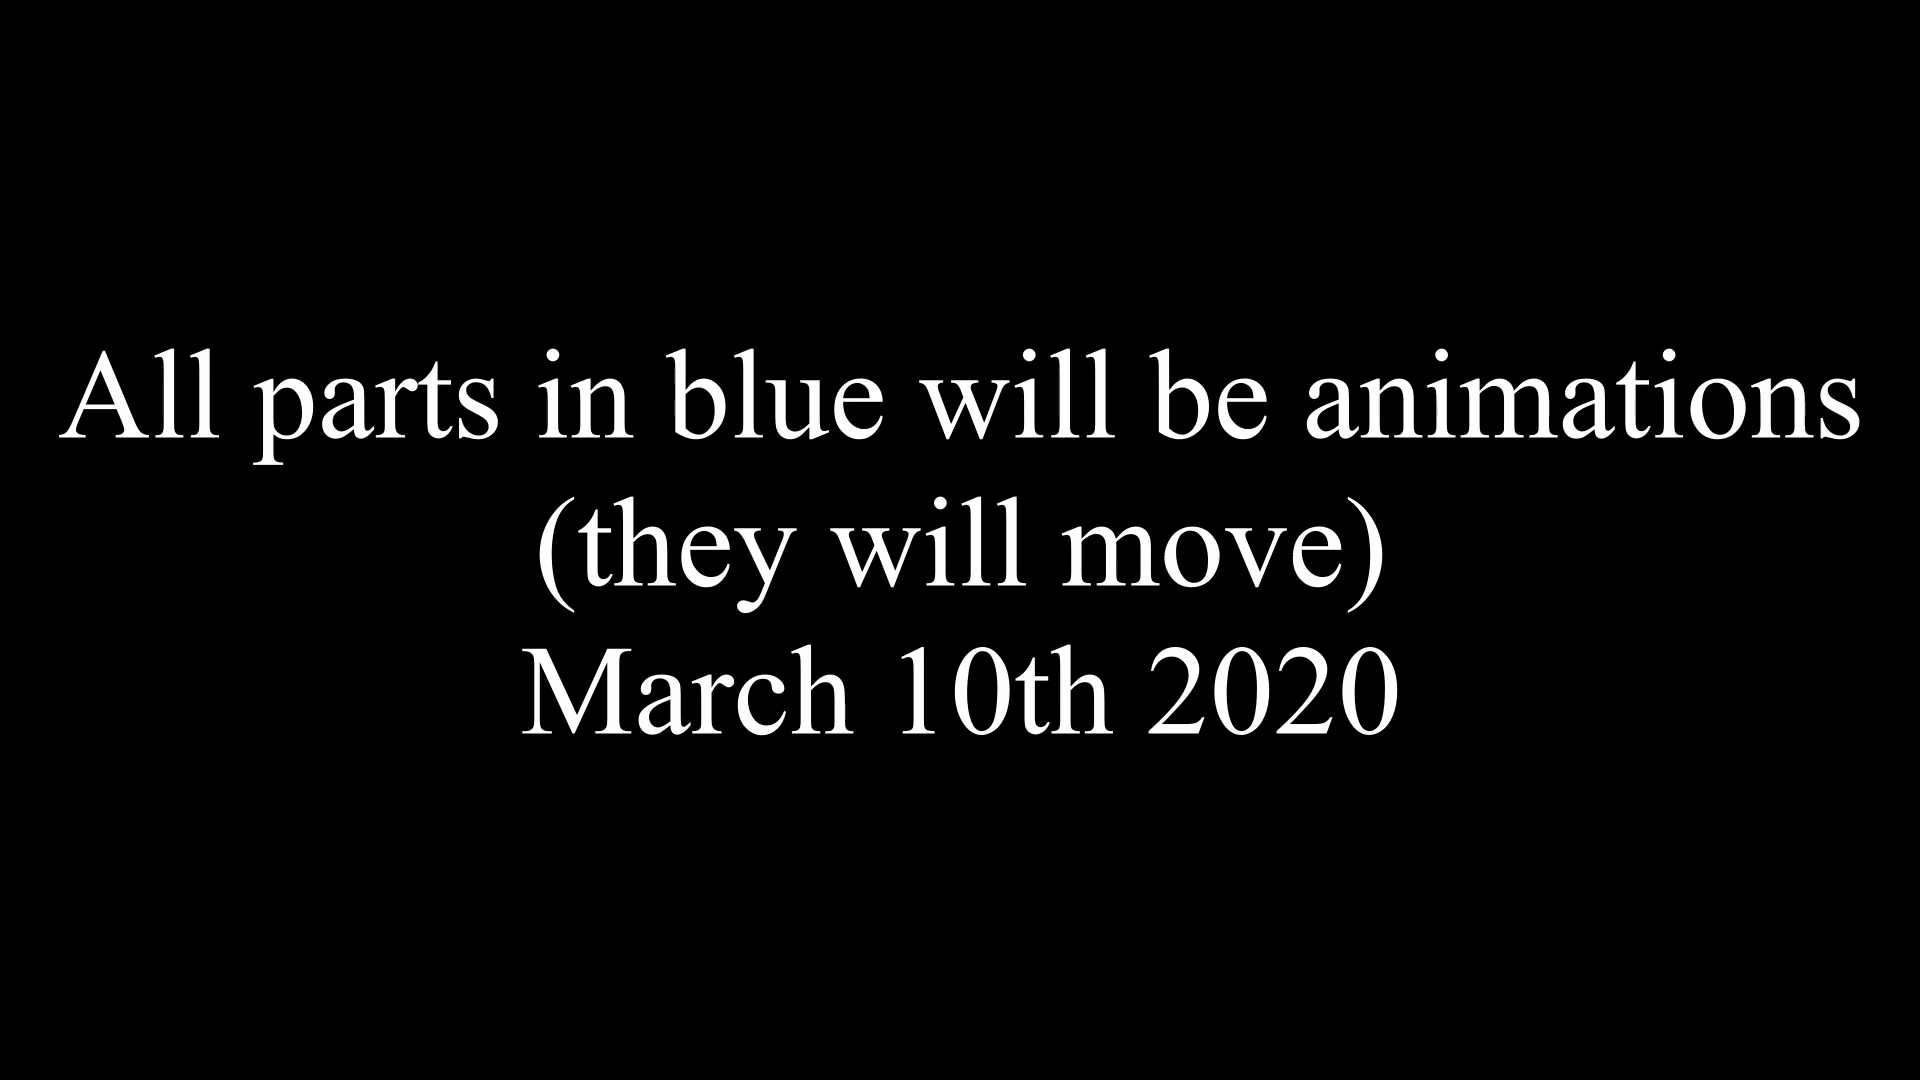 All parts in blue will be animations
(they will move)
March 10th 2020